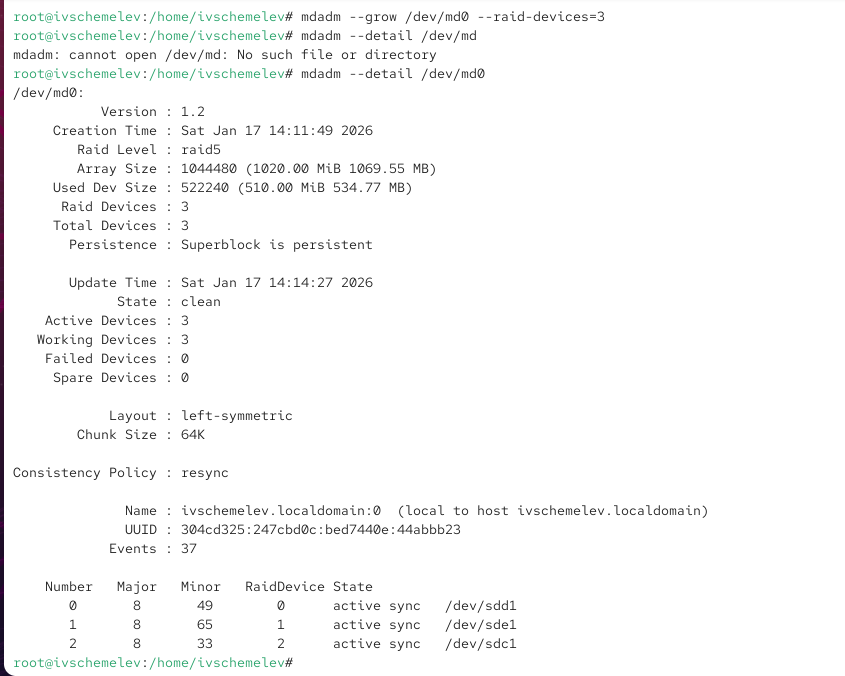 root@ivschemelev:/home/ivschemelev# mdadm --grow /dev/md0 --raid-devices=3
root@ivschemelev:/home/ivschemelev# mdadm --detail /dev/md
mdadm: cannot open /dev/md: No such file or directory
root@ivschemelev:/home/ivschemelev# mdadm --detail /dev/md0
/dev/md0:
Version : 1.2
Creation Time : Sat Jan 17 14:11:49 2026
Raid Level : raid5
Array Size : 1044480 (1020.00 MiB 1069.55 MB)
Used Dev Size : 522240 (510.00 MiB 534.77 MB)
Raid Devices : 3
Total Devices : 3
Persistence : Superblock is persistent
Update Time : Sat Jan 17 14:14:27 2026
State : clean
Active Devices : 3
Working Devices : 3
Failed Devices : 0
Spare Devices : 0
Layout : left-symmetric
Chunk Size : 64K
Consistency Policy : resync
Name : ivschemelev.localdomain:0  (local to host ivschemelev.localdomain)
UUID : 304cd325:247cbd0c:bed7440e:44abbb23
Events : 37
Number   Major   Minor   RaidDevice State
0       8       49        0      active sync   /dev/sdd1
1       8       65        1      active sync   /dev/sde1
2       8       33        2      active sync   /dev/sdc1
root@ivschemelev:/home/ivschemelev#